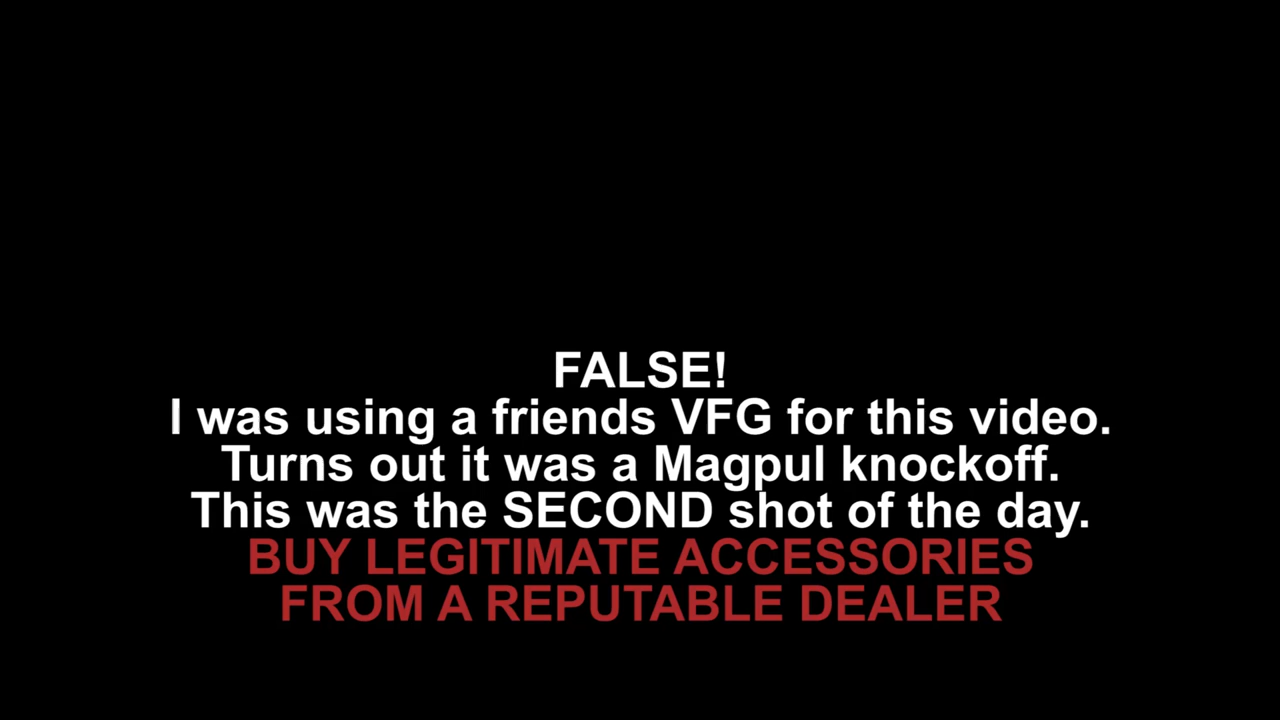 FALSE!
I was using a friends VFG for this video.
Turns out it was a Magpul knockoff.
This was the SECOND shot of the day.
BUY LEGITIMATE ACCESSORIES
FROM A REPUTABLE DEALER